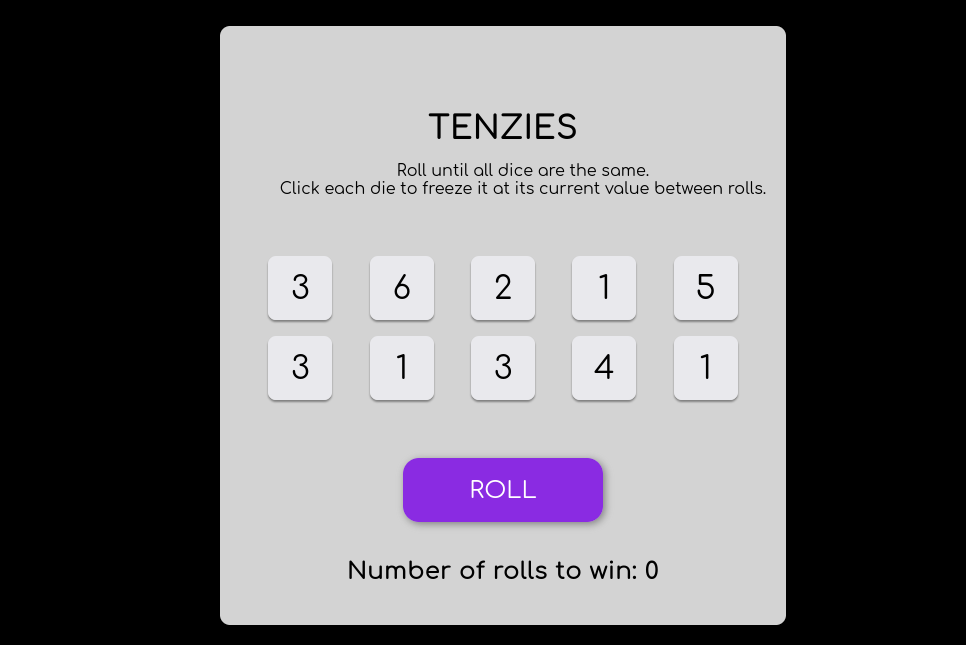 TENZIES
Roll until all dice are the same.
Click each die to freeze it at its current value between rolls.
3 6 2 1 5
3 1 3 4 1
ROLL
Number of rolls to win: 0